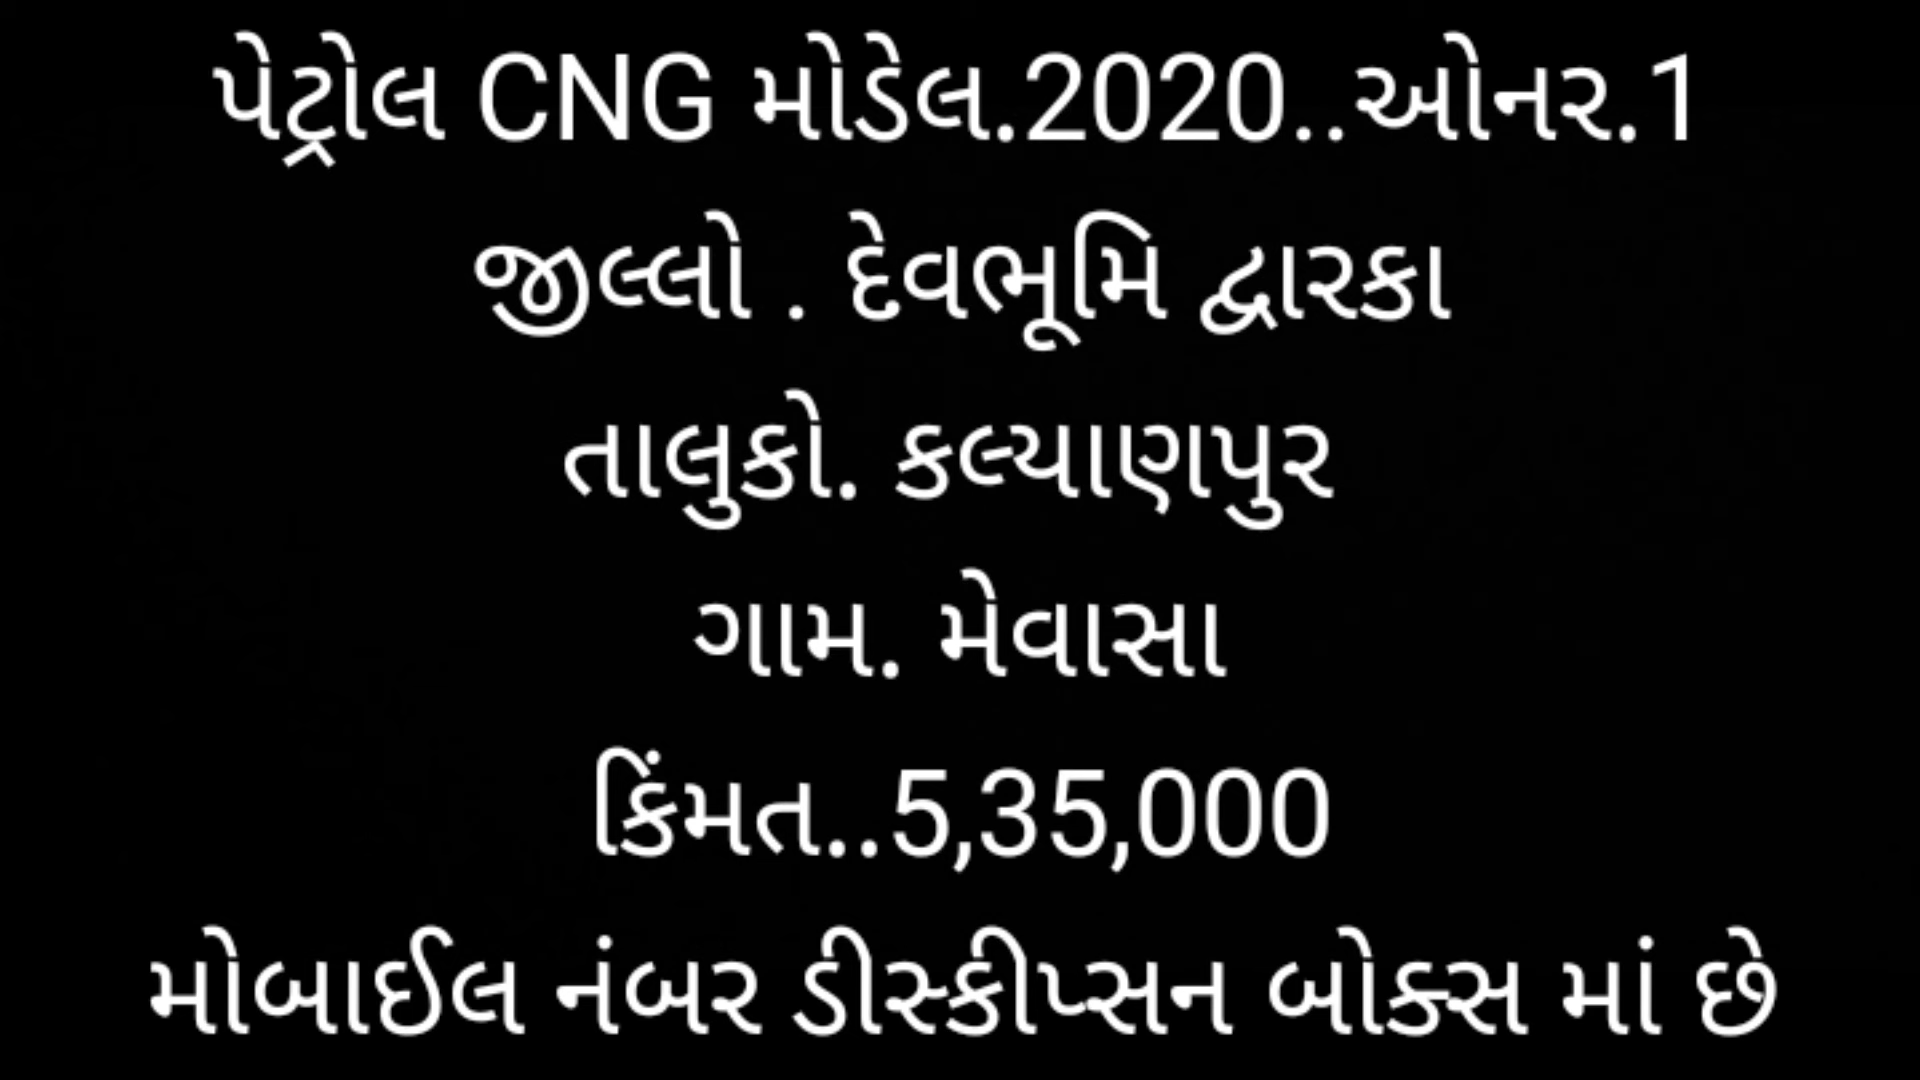 પેટ્રોલ CNG મોડેલ.2020..ઓનર.1
જીલ્લો . દેવભૂમિ દ્વારકા
તાલુકો. કલ્યાણપુર
ગામ. મેવાસા
કિંમત..5,35,000
મોબાઈલ નંબર ડીસ્કીપ્સન બોક્સ માં છે